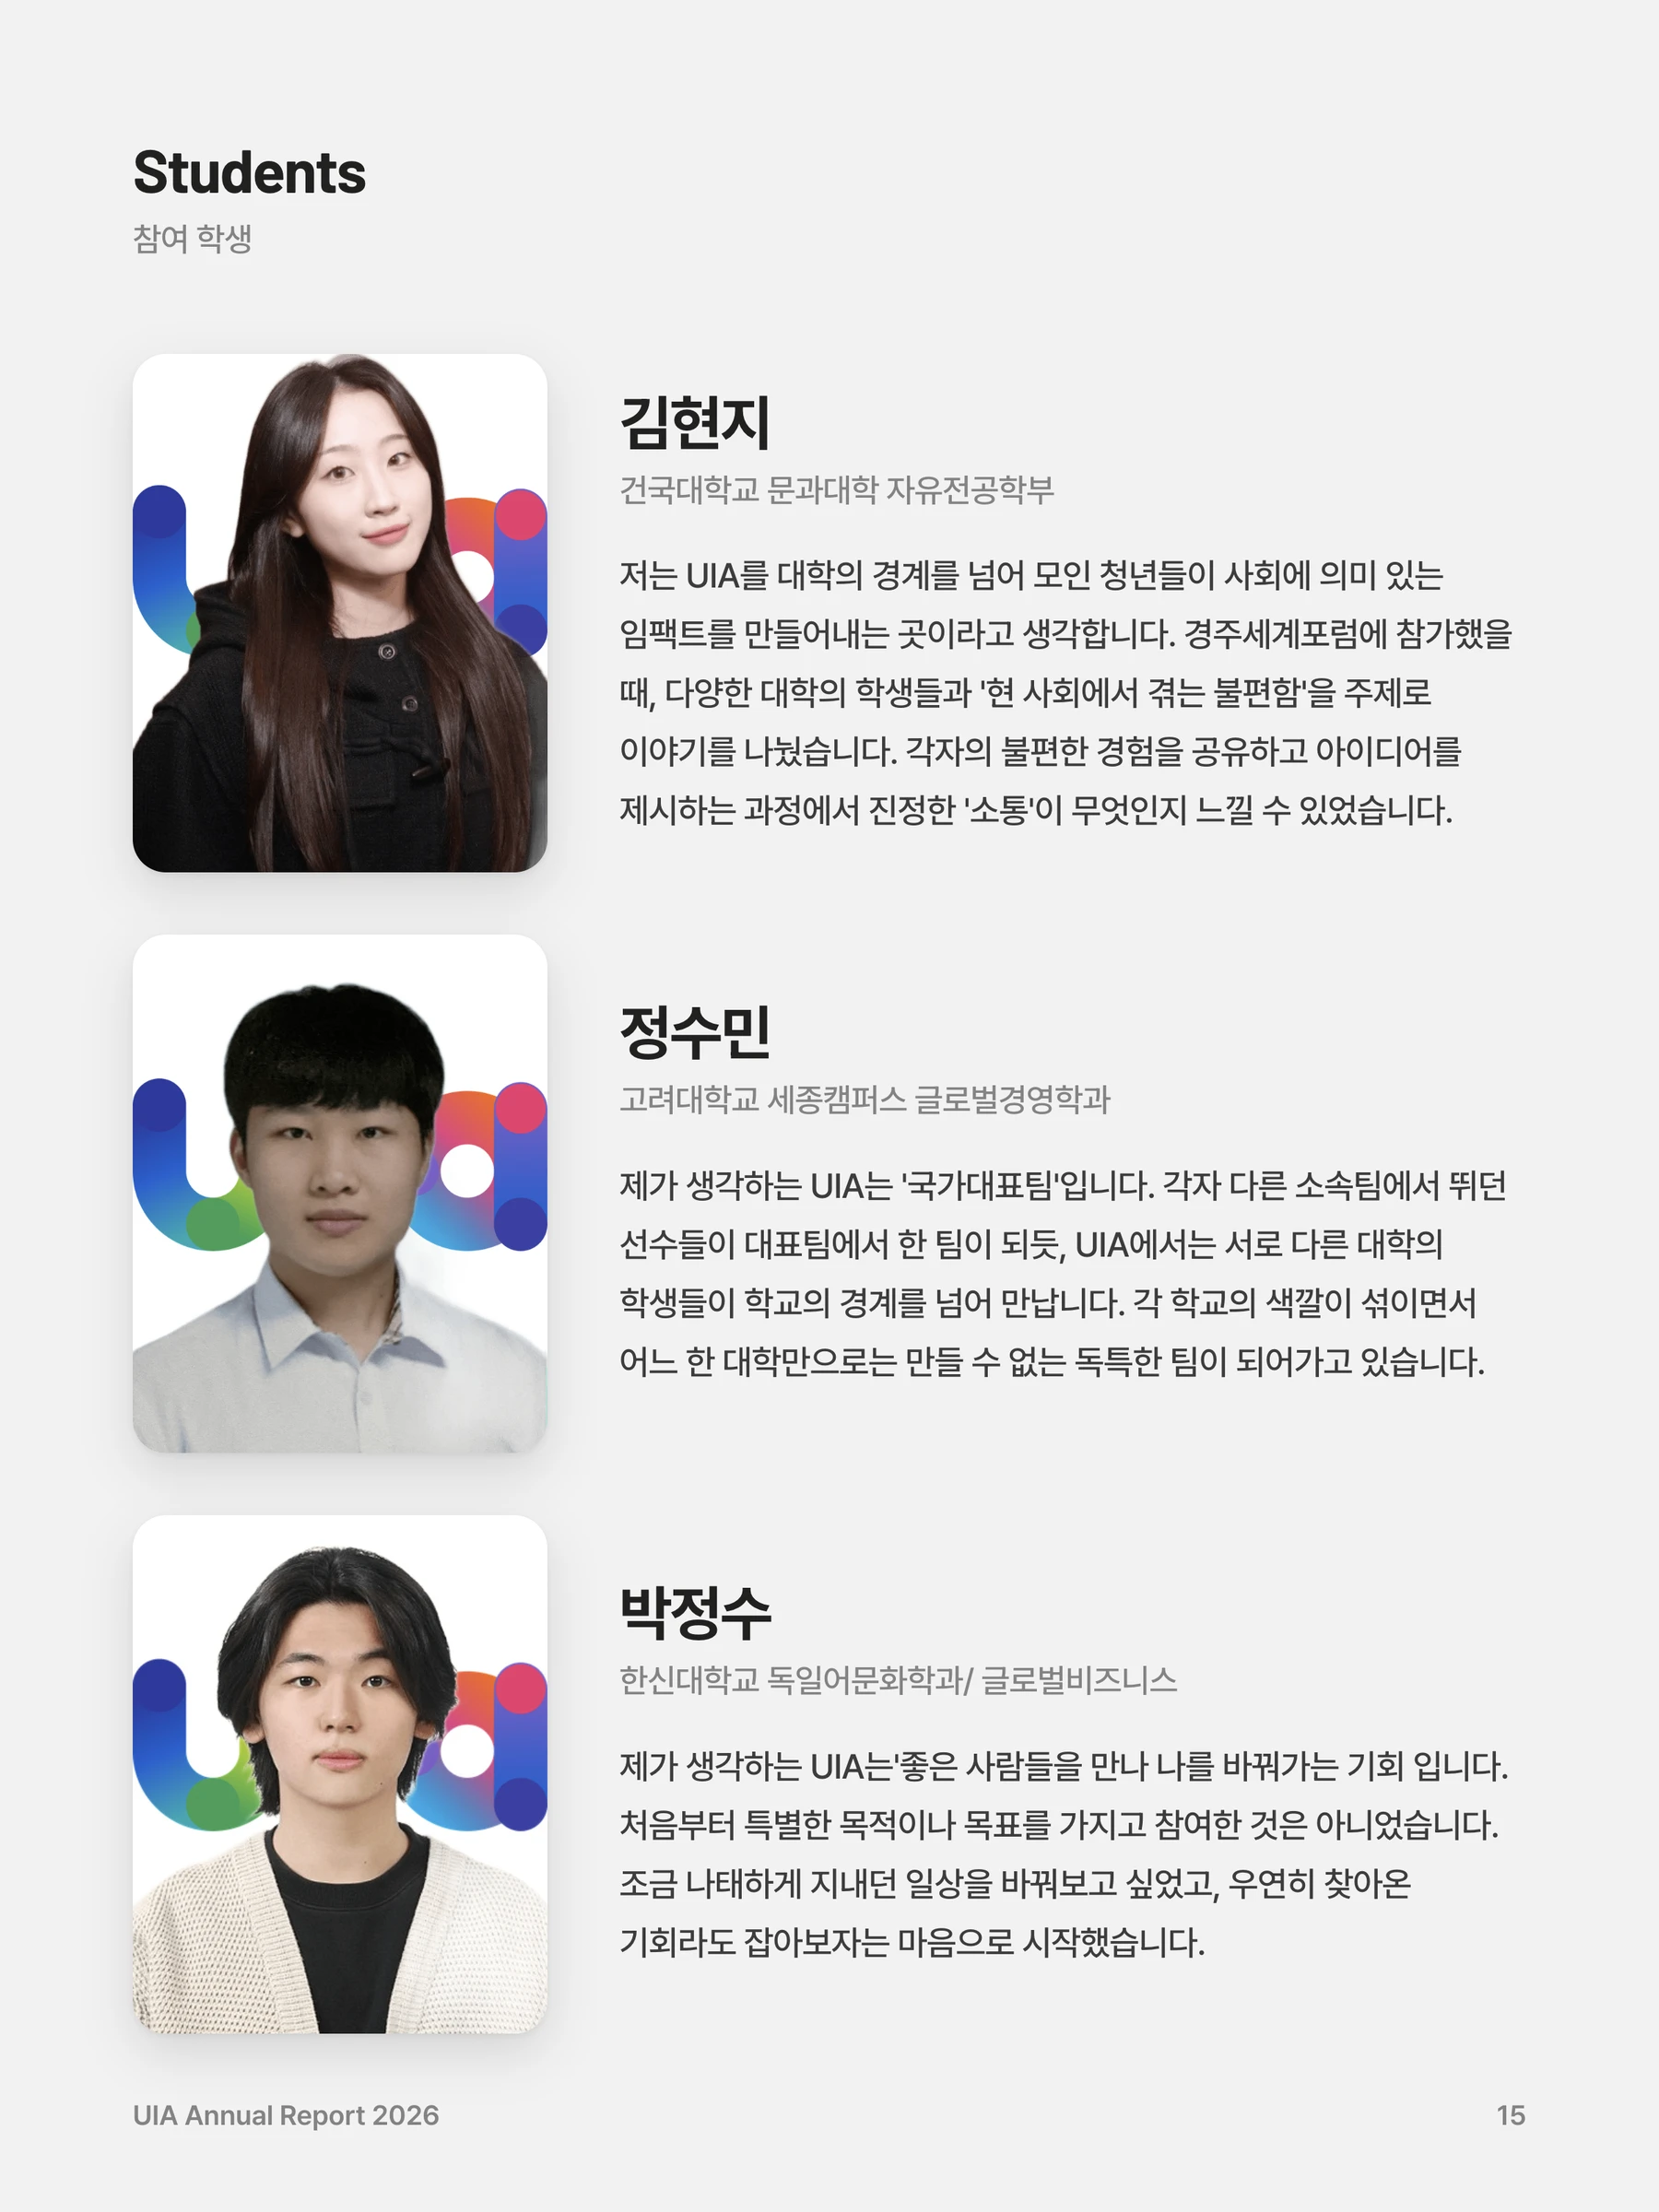 Students
참여 학생
김현지
건국대학교 문과대학 자유전공학부
저는 UIA를 대학의 경계를 넘어 모인 청년들이 사회에 의미 있는
임팩트를 만들어내는 곳이라고 생각합니다. 경주세계포럼에 참가했을
때, 다양한 대학의 학생들과 '현 사회에서 겪는 불편함'을 주제로
이야기를 나눴습니다. 각자의 불편한 경험을 공유하고 아이디어를
제시하는 과정에서 진정한 '소통'이 무엇인지 느낄 수 있었습니다.
정수민
고려대학교 세종캠퍼스 글로벌경영학과
제가 생각하는 UIA는 '국가대표팀'입니다. 각자 다른 소속팀에서 뛰던
선수들이 대표팀에서 한 팀이 되듯, UIA에서는 서로 다른 대학의
학생들이 학교의 경계를 넘어 만납니다. 각 학교의 색깔이 섞이면서
어느 한 대학만으로는 만들 수 없는 독특한 팀이 되어가고 있습니다.
박정수
한신대학교 독일어문화학과/ 글로벌비즈니스
제가 생각하는 UIA는'좋은 사람들을 만나 나를 바꿔가는 기회 입니다.
처음부터 특별한 목적이나 목표를 가지고 참여한 것은 아니었습니다.
조금 나태하게 지내던 일상을 바꿔보고 싶었고, 우연히 찾아온
기회라도 잡아보자는 마음으로 시작했습니다.
UIA Annual Report 2026
15